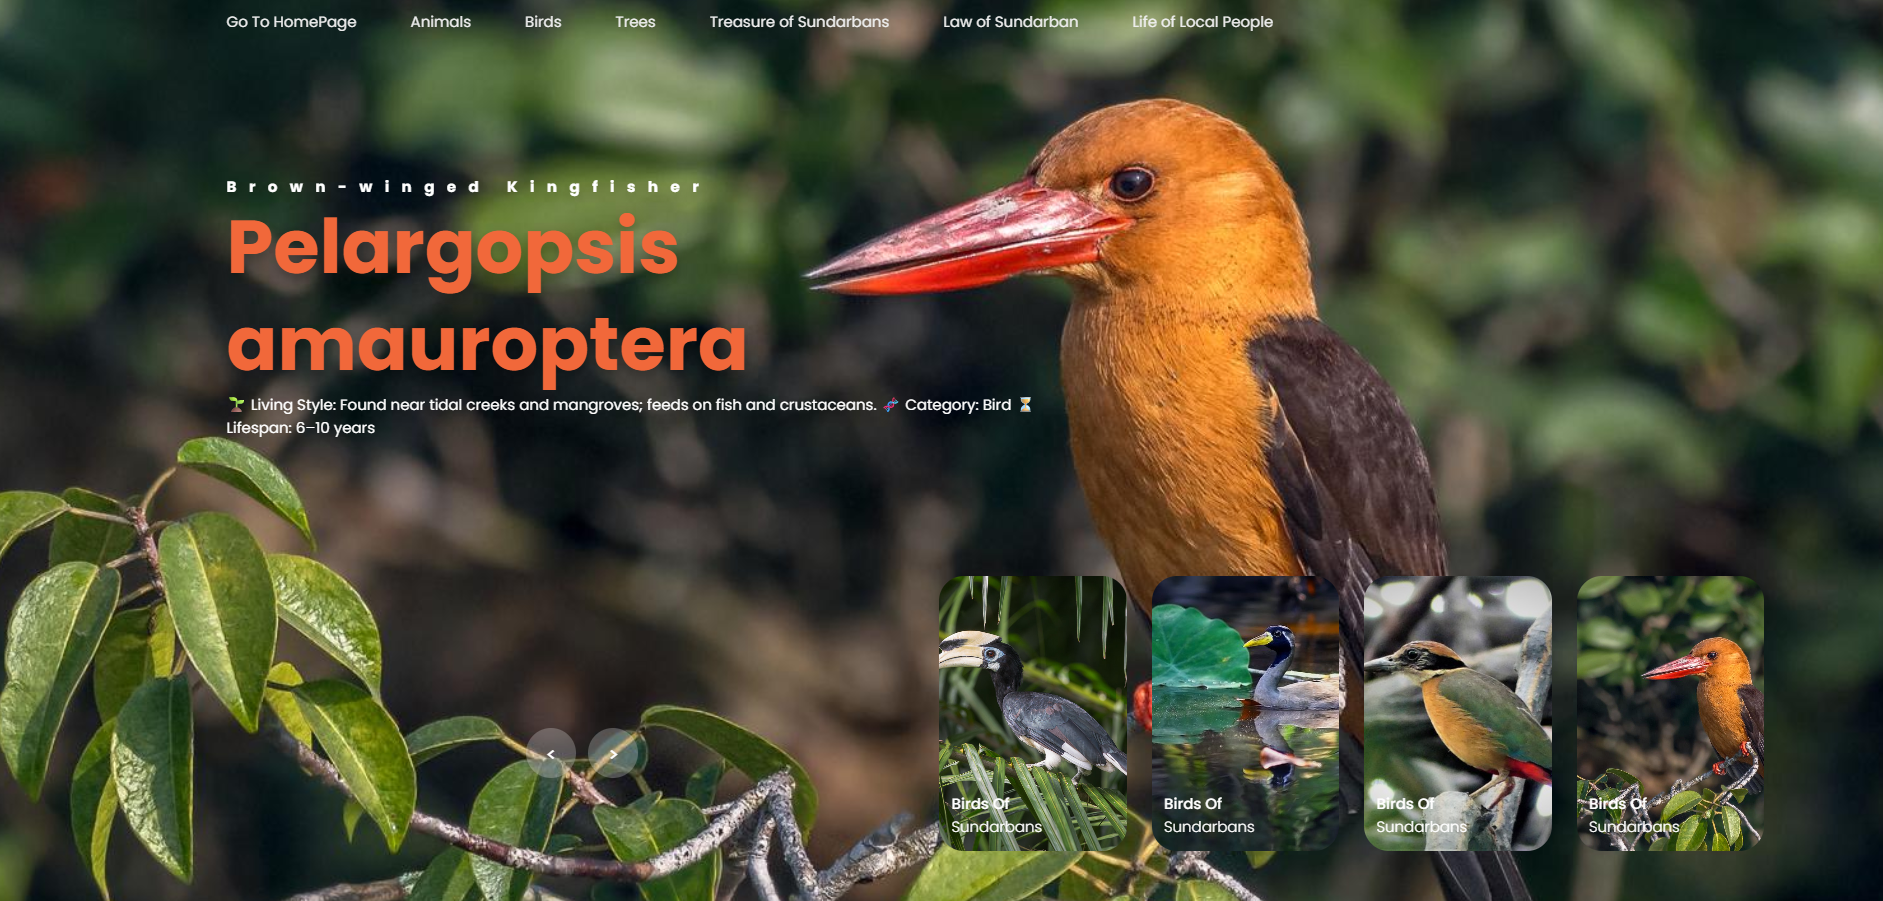 Go To HomePage Animals Birds Trees Treasure of Sundarbans Law of Sundarban Life of Local People
Brown-winged Kingfisher
Pelargopsis
amauroptera
🌱 Living Style: Found near tidal creeks and mangroves; feeds on fish and crustaceans. 🧬 Category: Bird ⏳
Lifespan: 6–10 years
< >
Birds Of
Sundarbans
Birds Of
Sundarbans
Birds Of
Sundarbans
Birds Of
Sundarbans